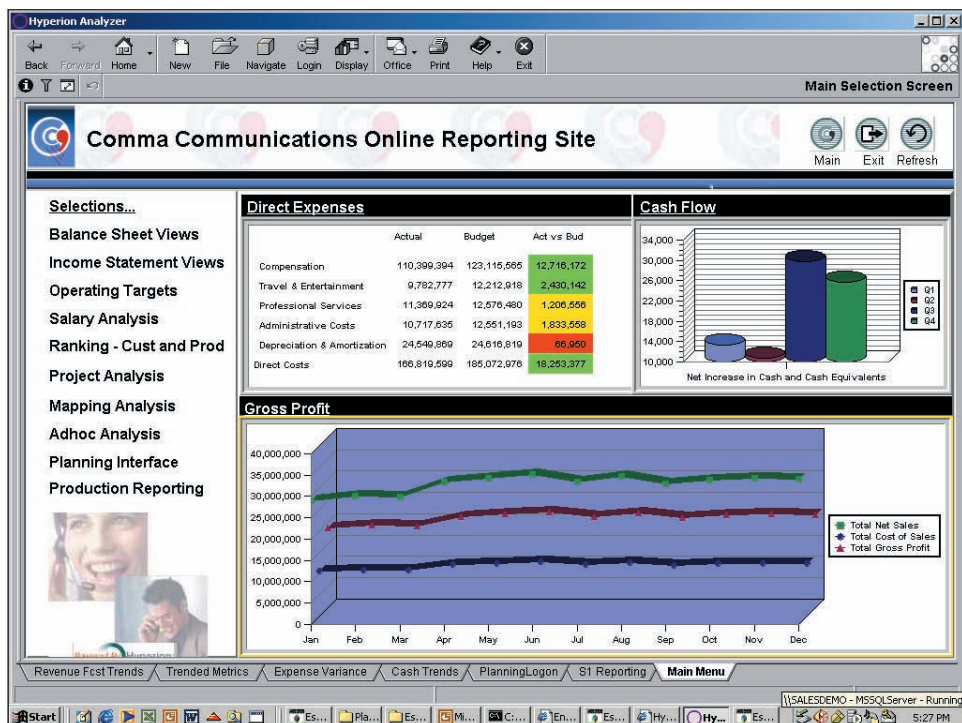 Hyperion Analyzer
Back Forward Home New File Navigate Login Display Office Print Help Exit
Main Selection Screen
Comma Communications Online Reporting Site
Main Exit Refresh
Selections...
Balance Sheet Views
Income Statement Views
Operating Targets
Salary Analysis
Ranking - Cust and Prod
Project Analysis
Mapping Analysis
Adhoc Analysis
Planning Interface
Production Reporting
Direct Expenses
Actual Budget Act vs Bud
Compensation 110,399,394 123,115,565 12,716,172
Travel & Entertainment 9,782,777 12,212,918 2,430,142
Professional Services 11,369,924 12,576,480 1,206,556
Administrative Costs 10,717,635 12,551,193 1,833,558
Depreciation & Amortization 24,549,869 24,616,819 66,950
Direct Costs 166,819,599 185,072,976 18,253,377
Cash Flow
34,000
30,000
26,000
22,000
18,000
14,000
10,000
Net Increase in Cash and Cash Equivalents
Q1
Q2
Q3
Q4
Gross Profit
40,000,000
35,000,000
30,000,000
25,000,000
20,000,000
15,000,000
10,000,000
5,000,000
0
Jan Feb Mar Apr May Jun Jul Aug Sep Oct Nov Dec
Total Net Sales
Total Cost of Sales
Total Gross Profit
Revenue Fcst Trends Trended Metrics Expense Variance Cash Trends PlanningLogon S1 Reporting Main Menu
\\SALESDEMO - MSSQLServer - Running
Start Es... Pla... Es... Mi... C:... En... Es... Hy... Hy... Es... 5:27 PM